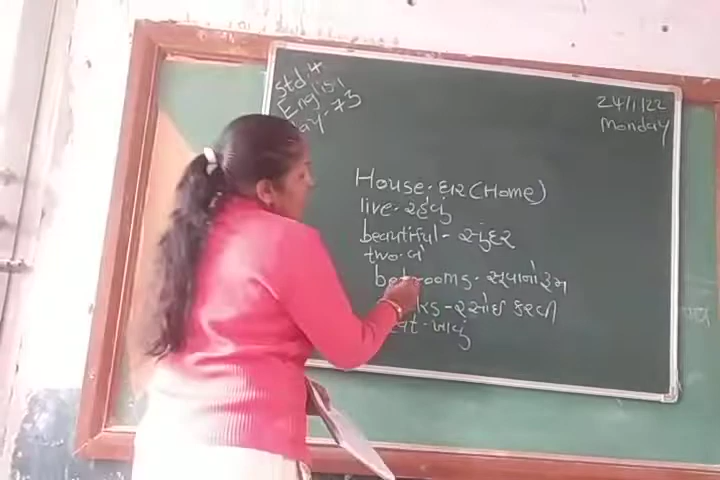 Std: 4
English
Day-73
24/1/22
Monday
House - ઘર (Home)
live - રહેવું
beautiful - સુંદર
two - બે
bedrooms - સૂવાનો રૂમ
રસોઈ કરવી
eat - ખાવું